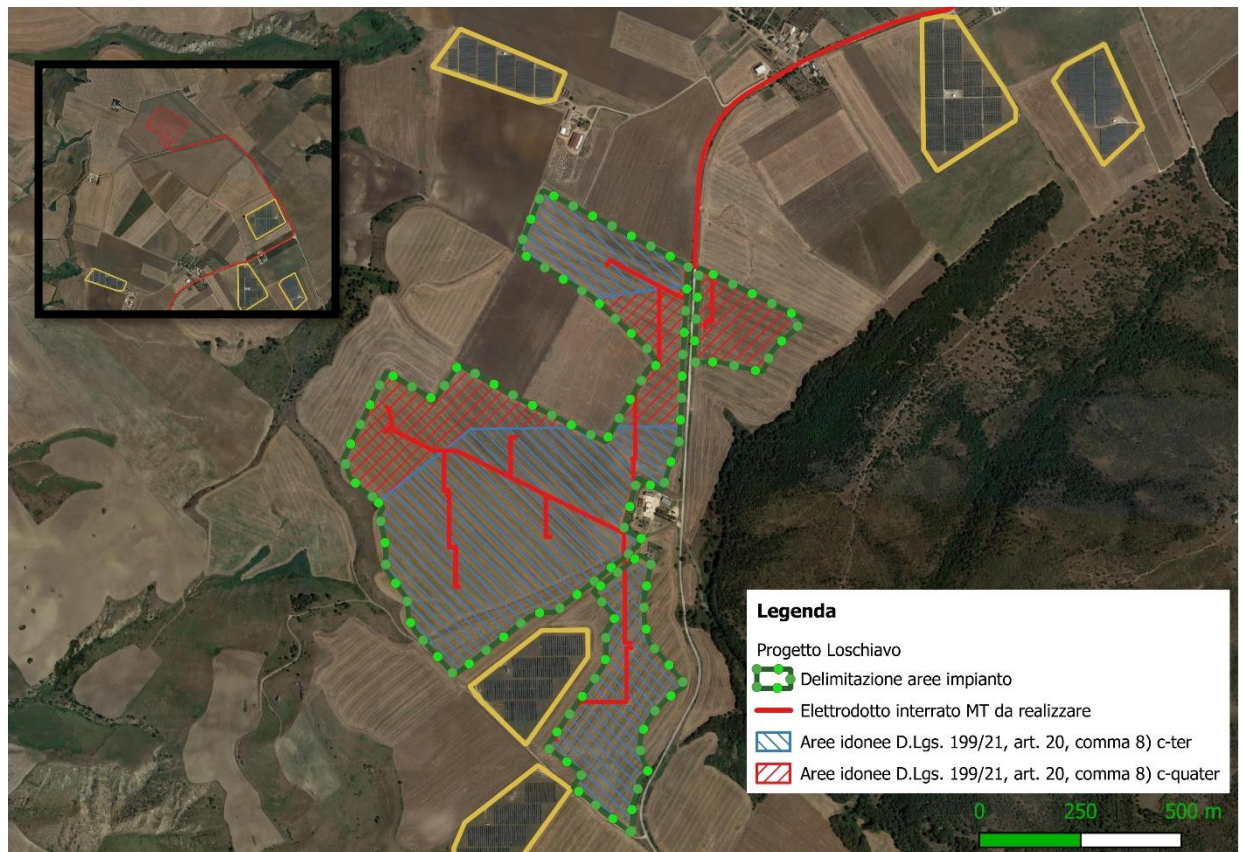 Legenda
Progetto Loschiavo
Delimitazione aree impianto
Elettrodotto interrato MT da realizzare
Aree idonee D.Lgs. 199/21, art. 20, comma 8) c-ter
Aree idonee D.Lgs. 199/21, art. 20, comma 8) c-quater
0 250 500 m